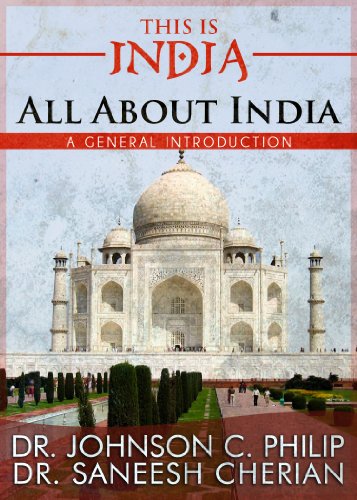 THIS IS
INDIA
ALL ABOUT INDIA
A GENERAL INTRODUCTION
DR. JOHNSON C. PHILIP
DR. SANEESH CHERIAN